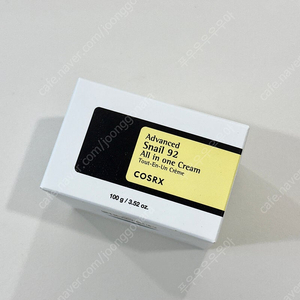 Advanced
Snail 92
All in one Cream
Tout-En-Un Crème
COSRX
100 g / 3.52 oz.